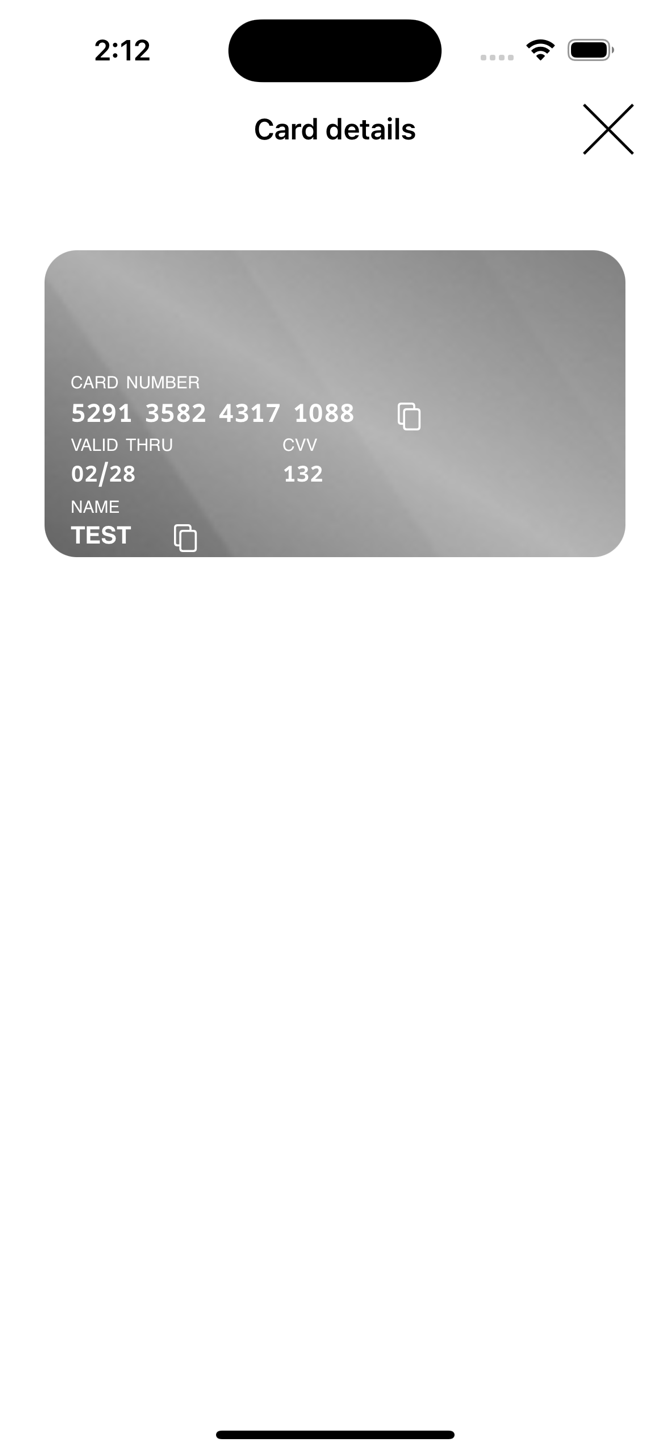 2:12
Card details
CARD NUMBER
5291 3582 4317 1088
VALID THRU CVV
02/28 132
NAME
TEST